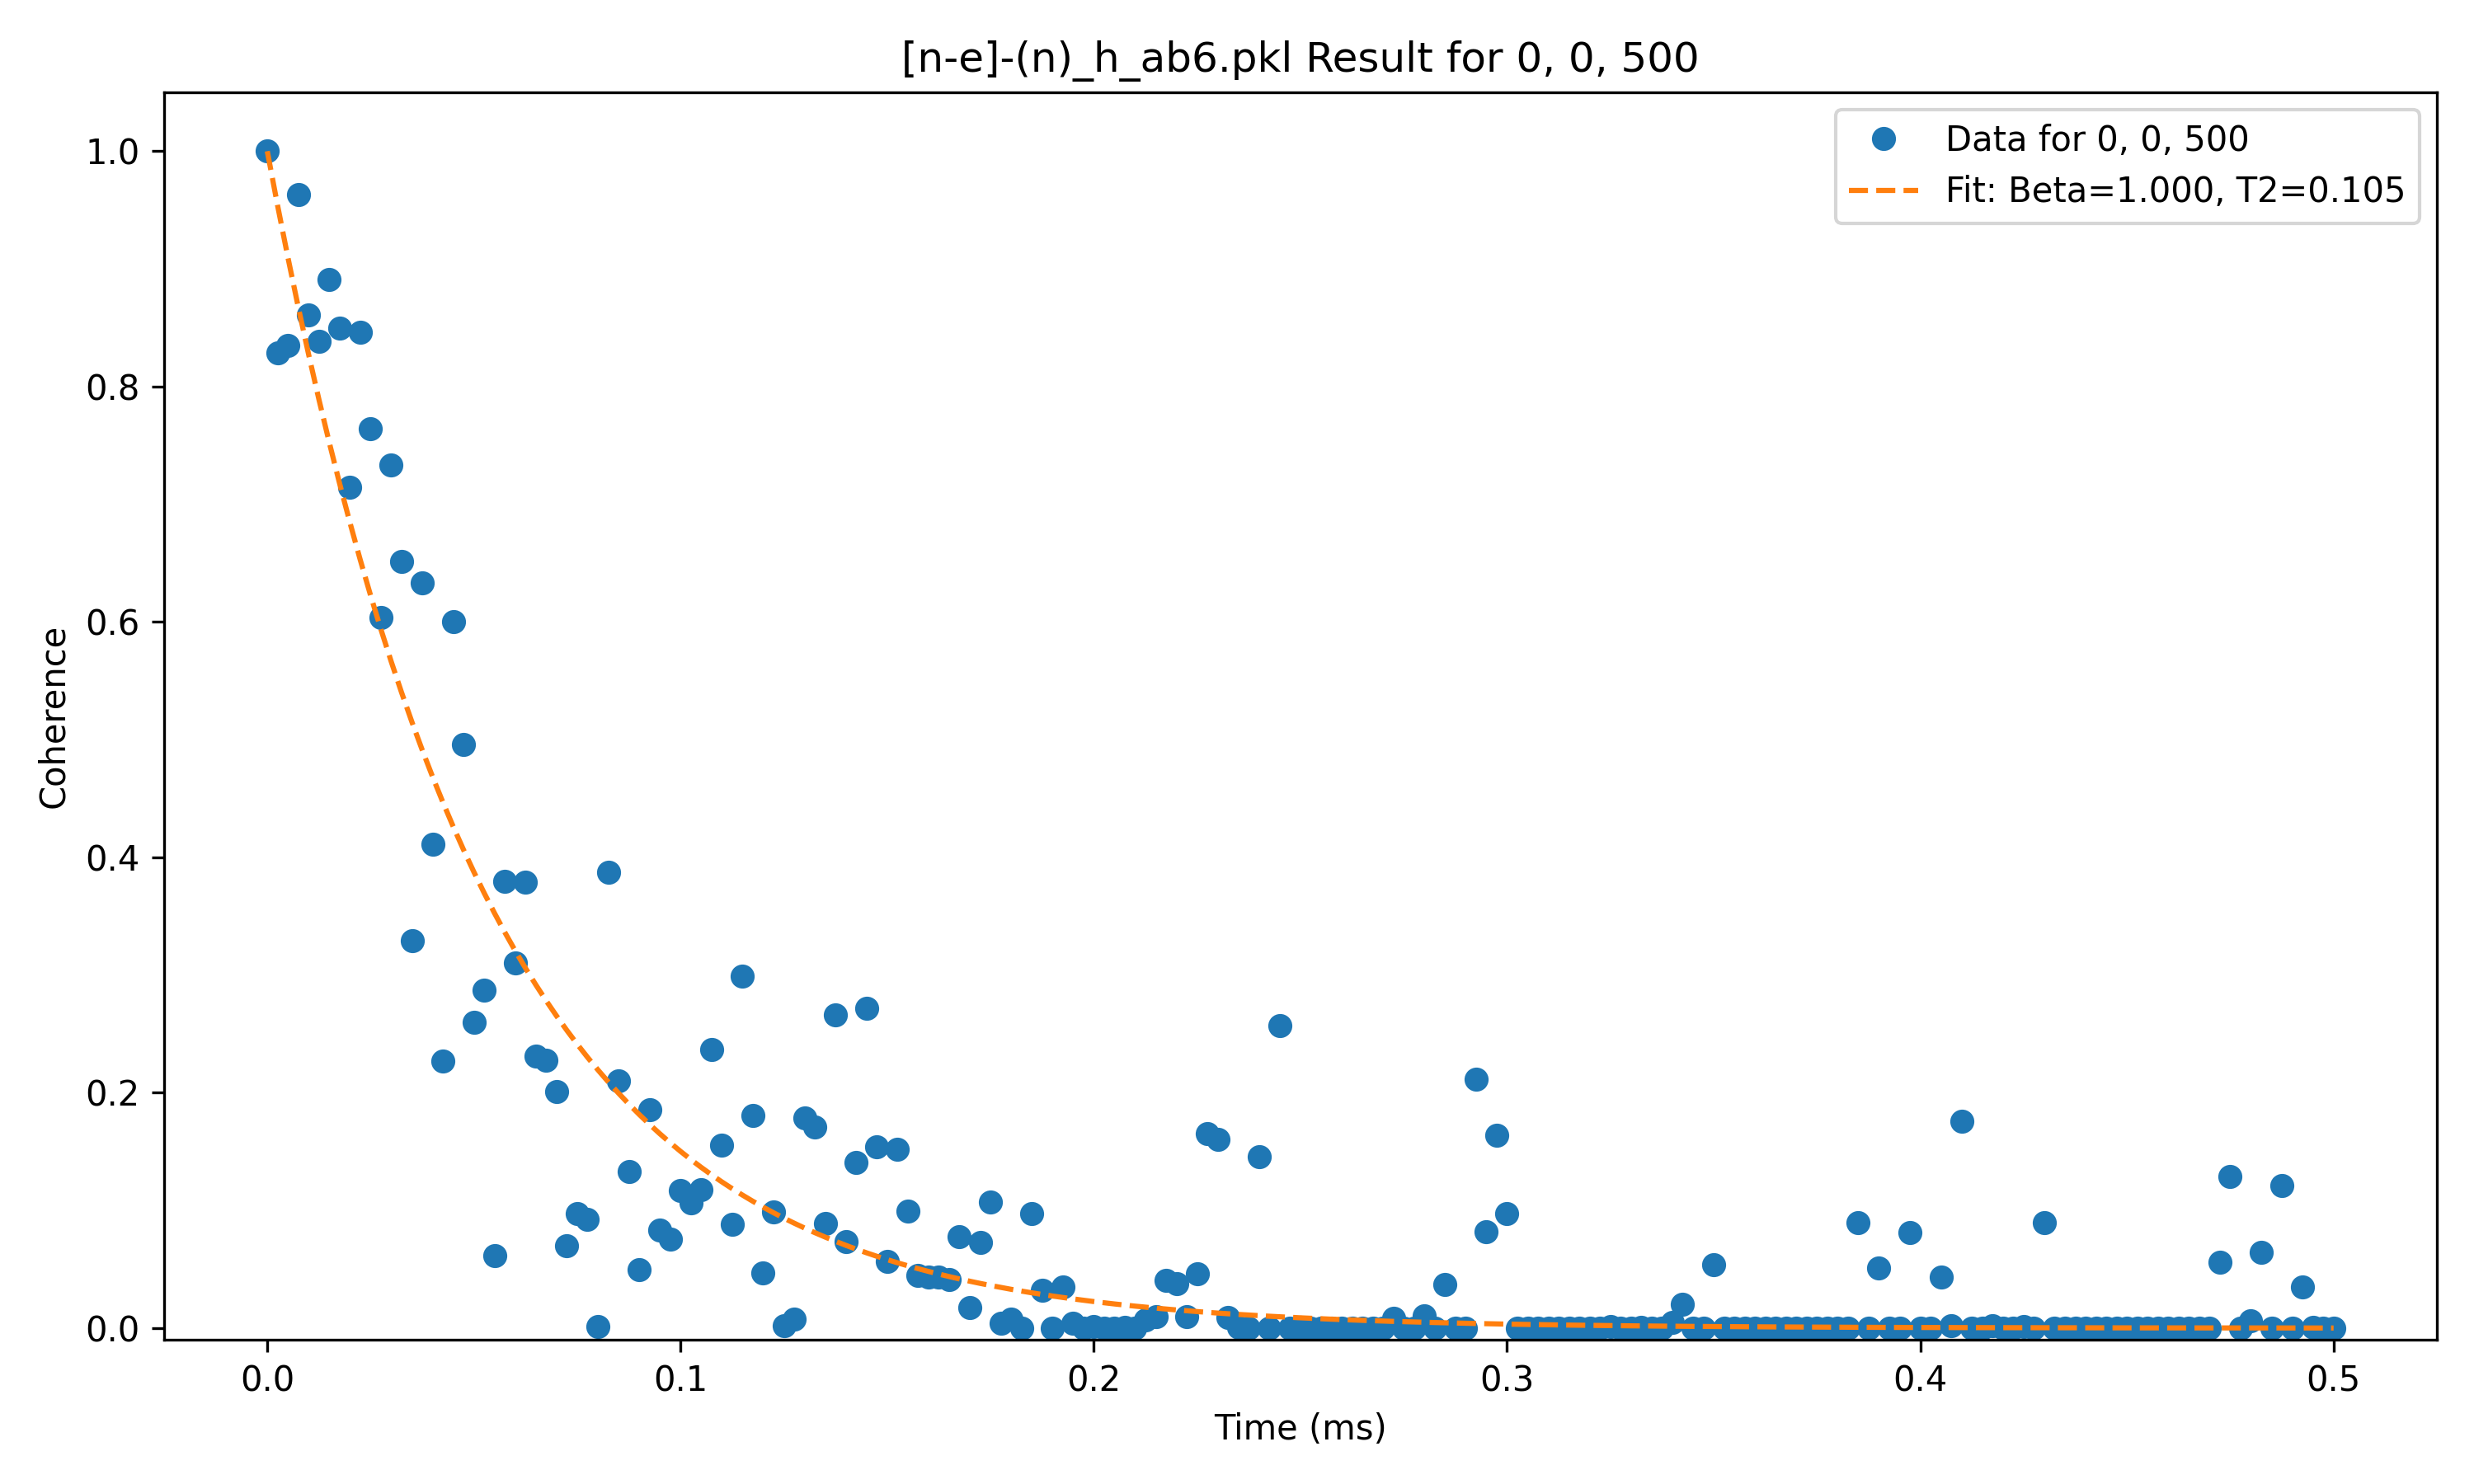 [n-e]-(n)_h_ab6.pkl Result for 0, 0, 500
Data for 0, 0, 500
Fit: Beta=1.000, T2=0.105
Coherence
1.0
0.8
0.6
0.4
0.2
0.0
0.0 0.1 0.2 0.3 0.4 0.5
Time (ms)